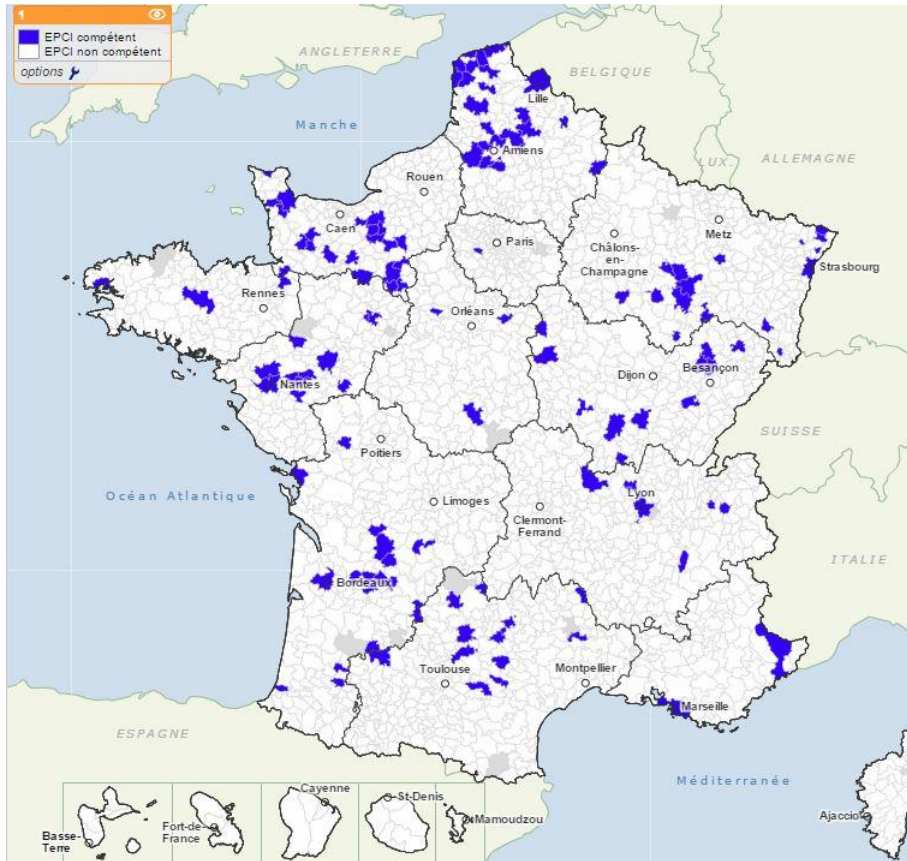 1
EPCI compétent
EPCI non compétent
options
ANGLETERRE
BELGIQUE
Lille
Manche
Amiens
LUX.
ALLEMAGNE
Rouen
Caen
Paris
Châlons-
en-
Champagne
Metz
Strasbourg
Rennes
Orléans
Nantes
Dijon
Besançon
SUISSE
Poitiers
Océan Atlantique
Limoges
Clermont-
Ferrand
Lyon
ITALIE
Bordeaux
Toulouse
Montpellier
Marseille
ESPAGNE
Méditerranée
Ajaccio
Basse-
Terre
Fort-de-
France
Cayenne
St-Denis
Mamoudzou